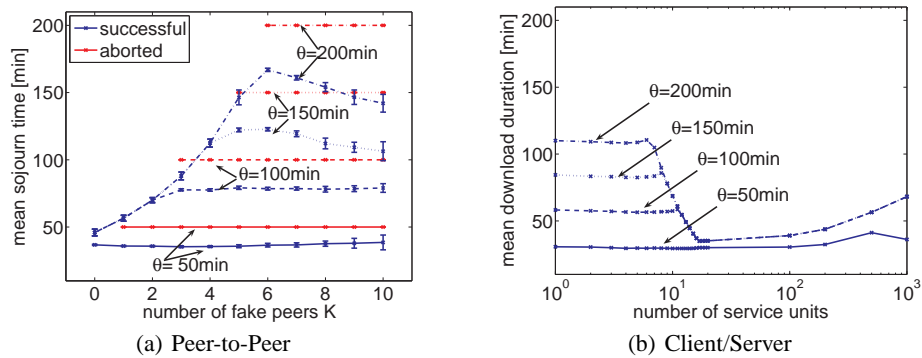 successful
aborted
mean sojourn time [min]
200
150
100
50
θ=200min
θ=150min
θ=100min
θ= 50min
0
2
4
6
8
10
number of fake peers K
(a) Peer-to-Peer
mean download duration [min]
200
150
100
50
θ=200min
θ=150min
θ=100min
θ=50min
10^0
10^1
10^2
10^3
number of service units
(b) Client/Server